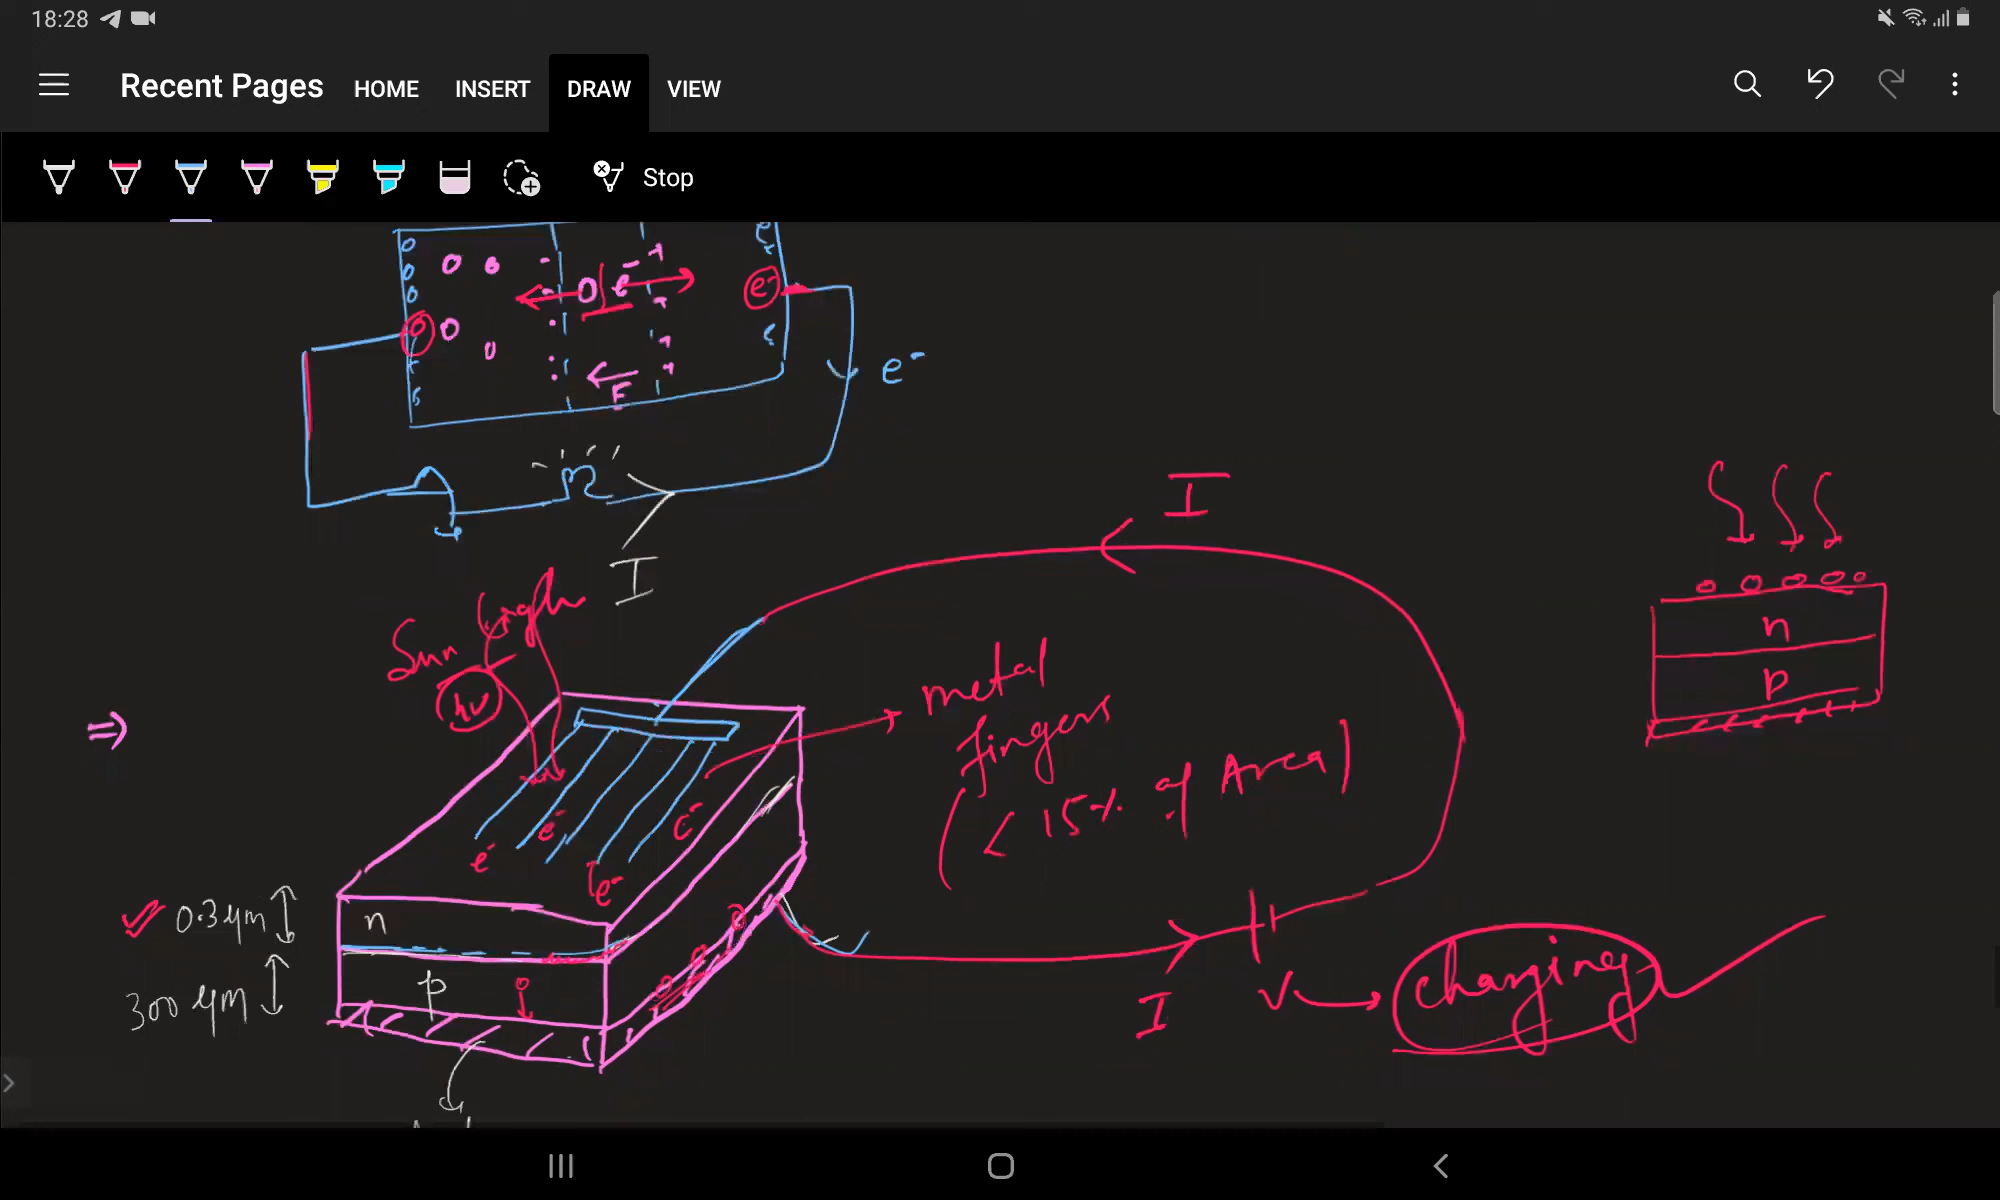 18:28
Recent Pages HOME INSERT DRAW VIEW
Stop
e⁻
E
e⁻
e⁻
R
I
I
Sun Light
hν
metal
fingers
(< 15% of Area)
n
p
e⁻
e⁻
e⁻
e⁻
0.3 μm
n
300 μm
p
I
V
Charging